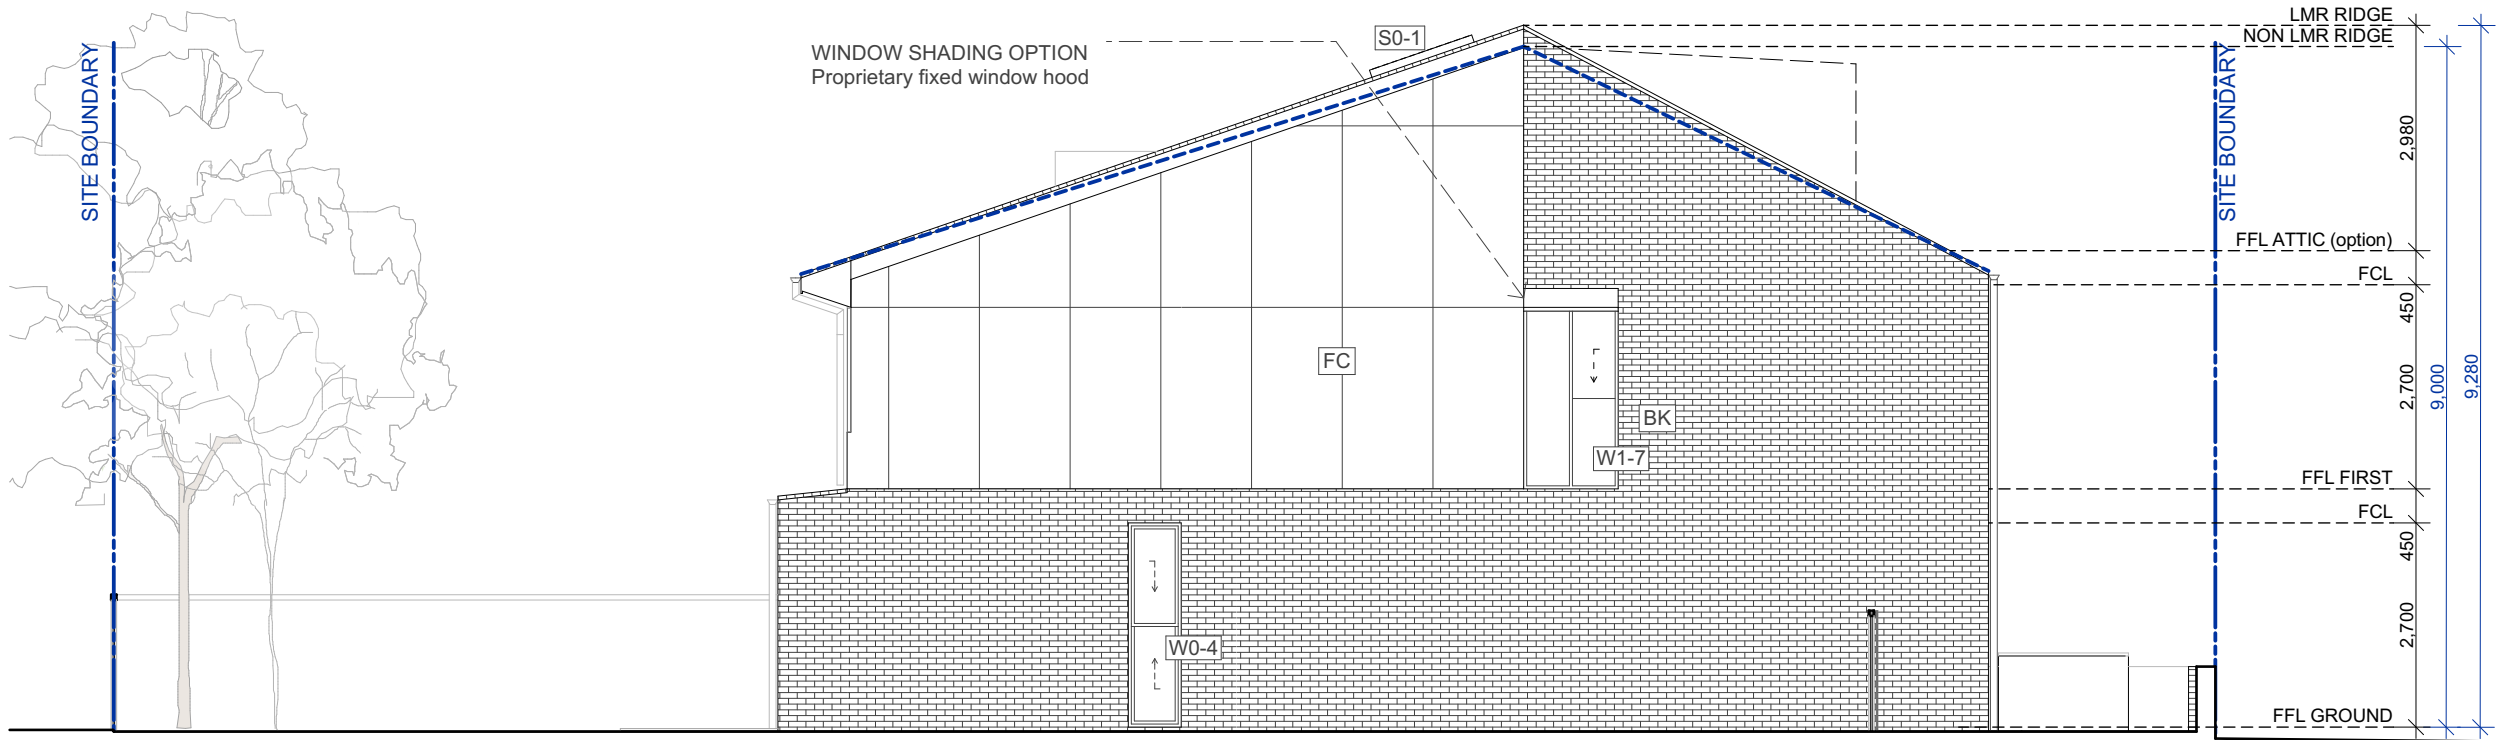 SITE BOUNDARY
WINDOW SHADING OPTION
Proprietary fixed window hood
S0-1
FC
BK
W1-7
W0-4
LMR RIDGE
NON LMR RIDGE
SITE BOUNDARY
2,980
FFL ATTIC (option)
FCL
450
2,700
9,000
9,280
FFL FIRST
FCL
450
2,700
FFL GROUND